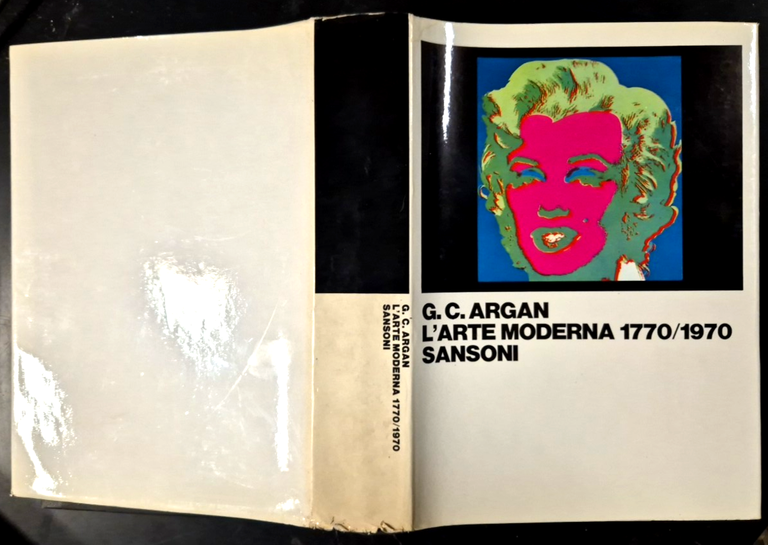 G. C. ARGAN
L'ARTE MODERNA 1770/1970
SANSONI
G. C. ARGAN
L'ARTE MODERNA 1770/1970
SANSONI